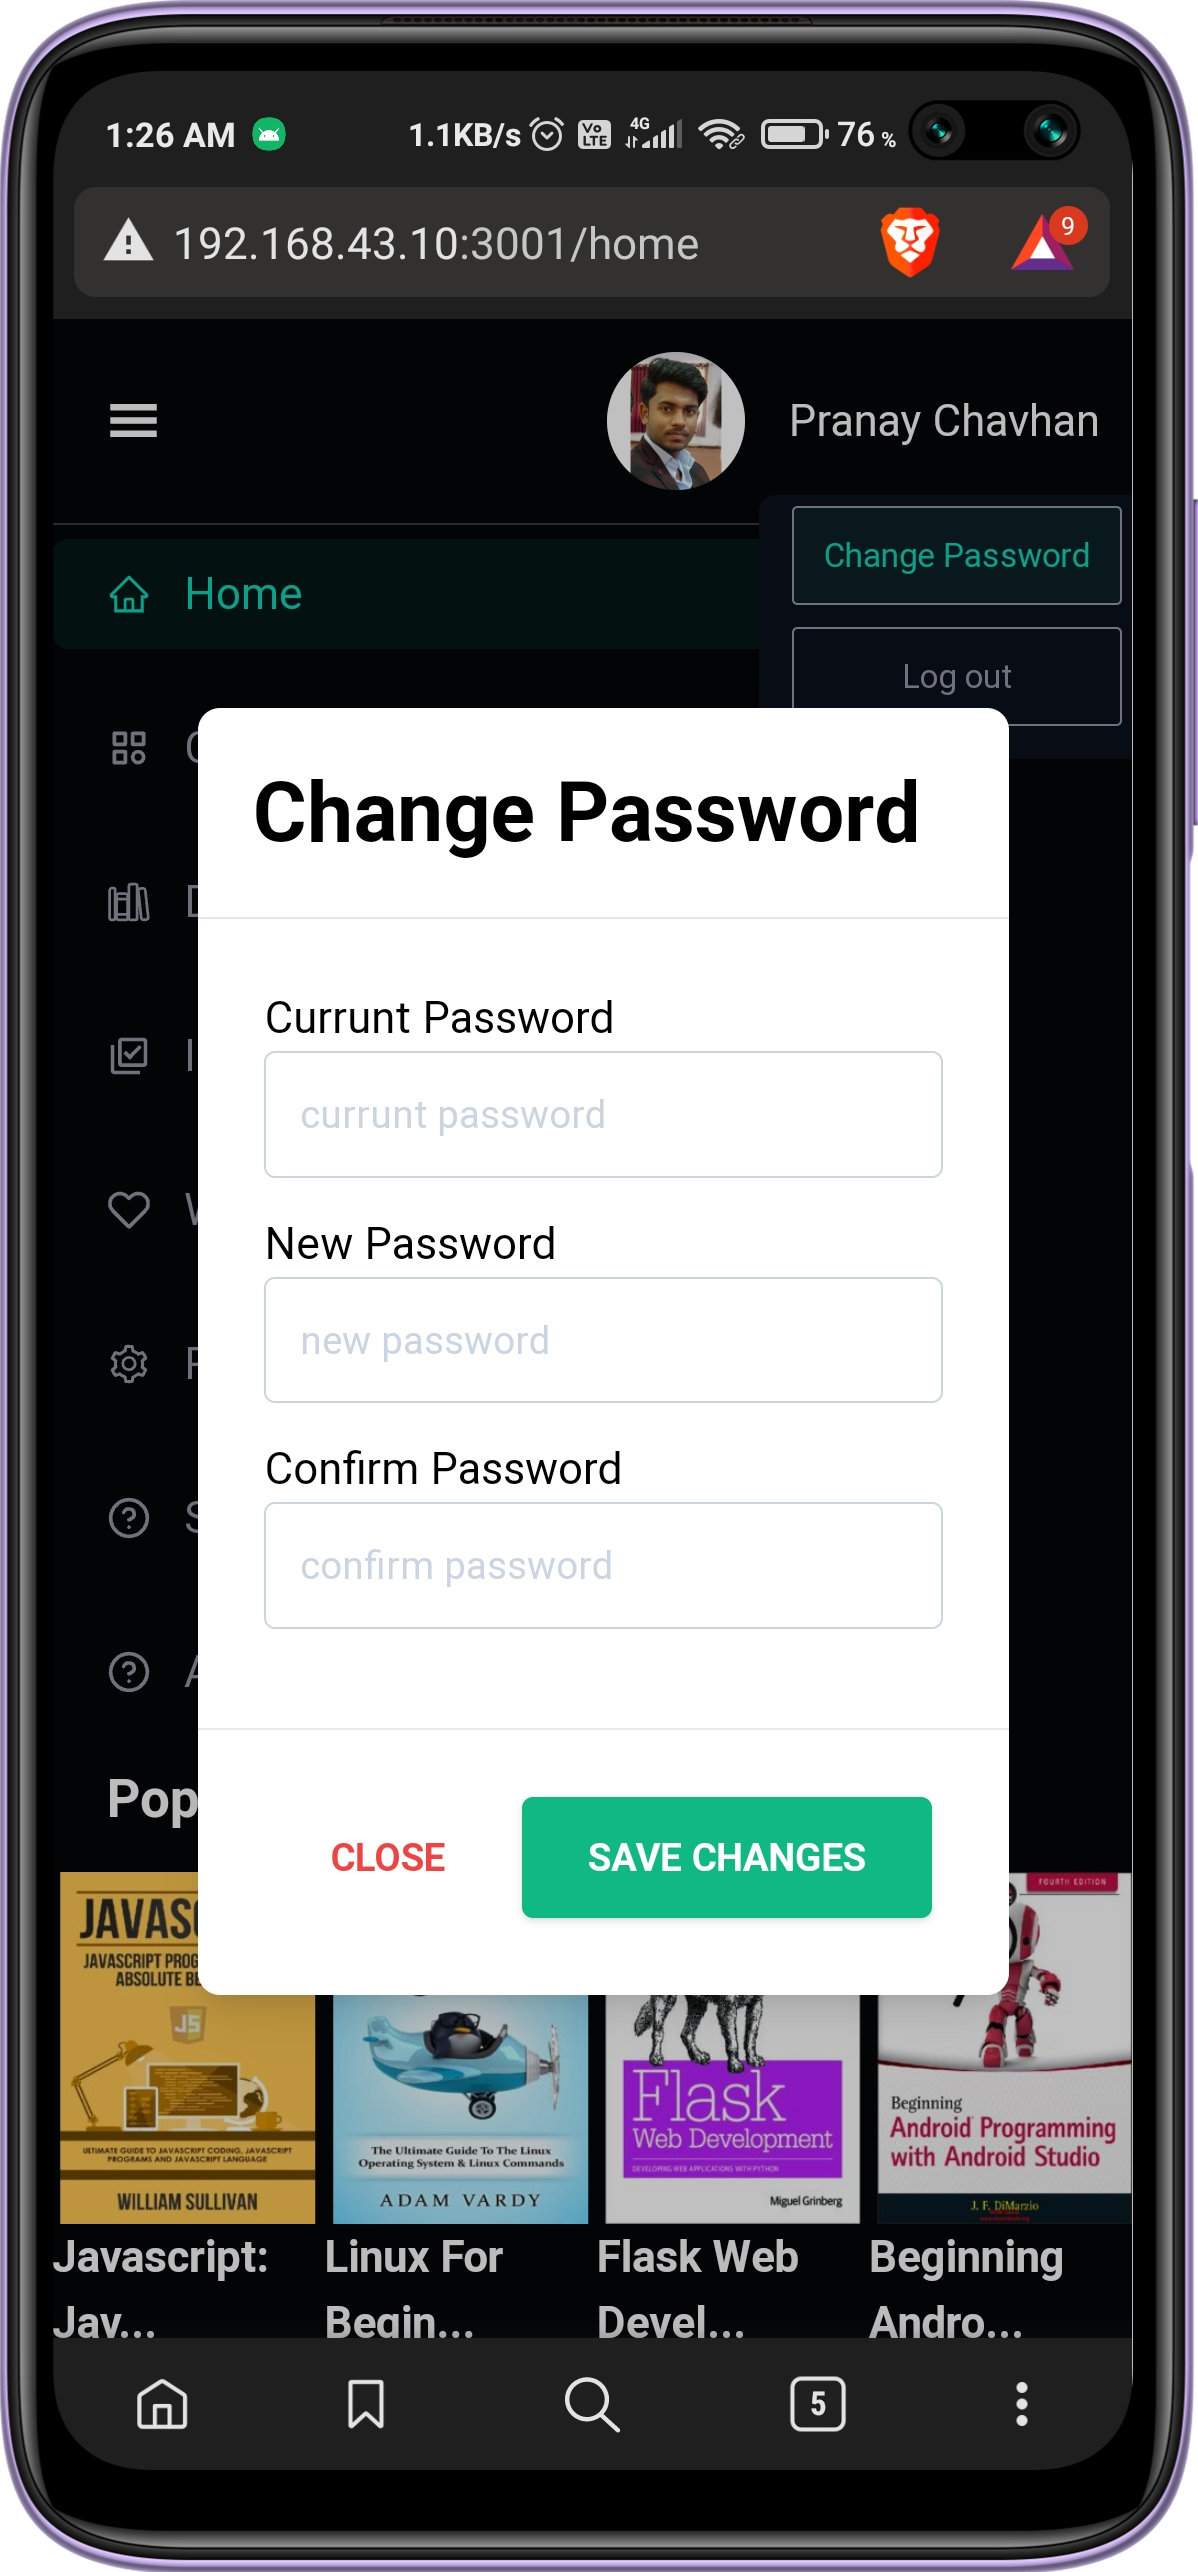 1:26 AM
1.1KB/s
Vo
LTE
4G
76 %
192.168.43.10:3001/home
9
Pranay Chavhan
Change Password
Home
Log out
Change Password
Currunt Password
currunt password
New Password
new password
Confirm Password
confirm password
Pop
CLOSE
SAVE CHANGES
JAVASC
JAVASCRIPT PROG
ABSOLUTE BE
JS
ULTIMATE GUIDE TO JAVASCRIPT CODING, JAVASCRIPT
PROGRAMS AND JAVASCRIPT LANGUAGE
WILLIAM SULLIVAN
The Ultimate Guide To The Linux
Operating System & Linux Commands
ADAM VARDY
Flask
Web Development
DEVELOPING WEB APPLICATIONS WITH PYTHON
Miguel Grinberg
FOURTH EDITION
Beginning
Android Programming
with Android Studio
J. F. DiMarzio
Javascript:
Jav...
Linux For
Begin...
Flask Web
Devel...
Beginning
Andro...
5